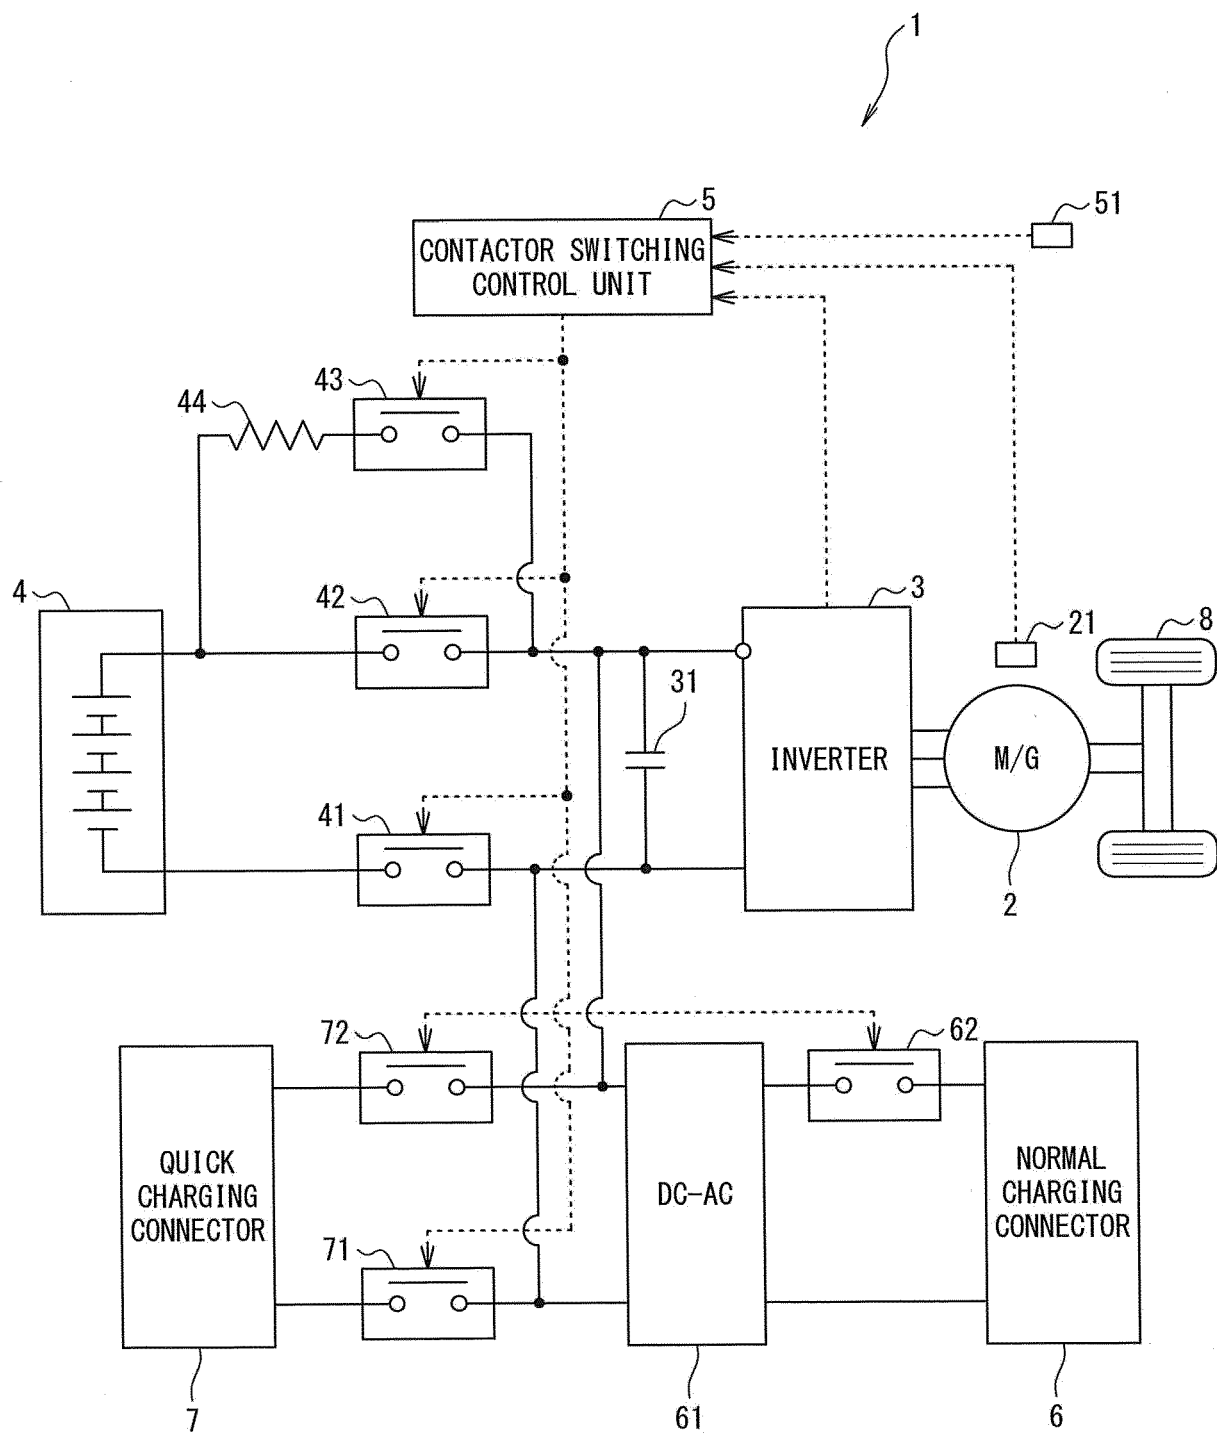 1
5
51
CONTACTOR SWITCHING
CONTROL UNIT
43
44
4
42
3
21
8
31
INVERTER
M/G
41
2
72
62
QUICK
CHARGING
CONNECTOR
DC-AC
NORMAL
CHARGING
CONNECTOR
71
7
61
6